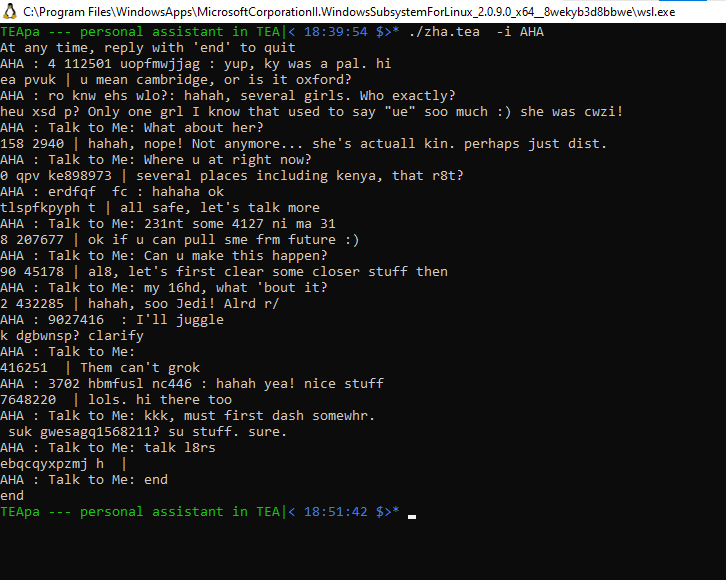 C:\Program Files\WindowsApps\MicrosoftCorporationII.WindowsSubsystemForLinux_2.0.9.0_x64__8wekyb3d8bbwe\wsl.exe
TEApa --- personal assistant in TEA|< 18:39:54 $>* ./zha.tea  -i AHA
At any time, reply with 'end' to quit
AHA : 4 112501 uopfmwjjag : yup, ky was a pal. hi
ea pvuk | u mean cambridge, or is it oxford?
AHA : ro knw ehs wlo?: hahah, several girls. Who exactly?
heu xsd p? Only one grl I know that used to say "ue" soo much :) she was cwzi!
AHA : Talk to Me: What about her?
158 2940 | hahah, nope! Not anymore... she's actuall kin. perhaps just dist.
AHA : Talk to Me: Where u at right now?
0 qpv ke898973 | several places including kenya, that r8t?
AHA : erdfqf  fc : hahaha ok
tlspfkpyph t | all safe, let's talk more
AHA : Talk to Me: 231nt some 4127 ni ma 31
8 207677 | ok if u can pull sme frm future :)
AHA : Talk to Me: Can u make this happen?
90 45178 | al8, let's first clear some closer stuff then
AHA : Talk to Me: my 16hd, what 'bout it?
2 432285 | hahah, soo Jedi! Alrd r/
AHA : 9027416  : I'll juggle
k dgbwnsp? clarify
AHA : Talk to Me:
416251  | Them can't grok
AHA : 3702 hbmfusl nc446 : hahah yea! nice stuff
7648220  | lols. hi there too
AHA : Talk to Me: kkk, must first dash somewhr.
 suk gwesagq1568211? su stuff. sure.
AHA : Talk to Me: talk l8rs
ebqcqyxpzmj h  |
AHA : Talk to Me: end
end
TEApa --- personal assistant in TEA|< 18:51:42 $>*